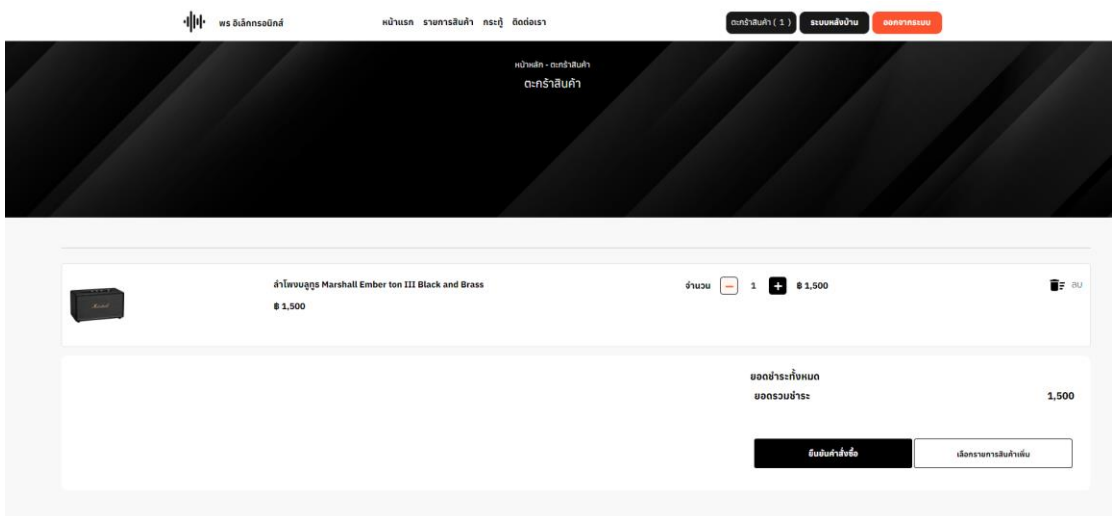 พร อิเล็กทรอนิกส์
หน้าแรก รายการสินค้า กระทู้ ติดต่อเรา
ตะกร้าสินค้า ( 1 )
ระบบหลังบ้าน
ออกจากระบบ
หน้าหลัก - ตะกร้าสินค้า
ตะกร้าสินค้า
ลำโพงบลูทูธ Marshall Ember ton III Black and Brass
฿ 1,500
จำนวน − 1 + ฿ 1,500
ลบ
Marshall
ยอดชำระทั้งหมด
ยอดรวมชำระ 1,500
ยืนยันคำสั่งซื้อ
เลือกรายการสินค้าเพิ่ม